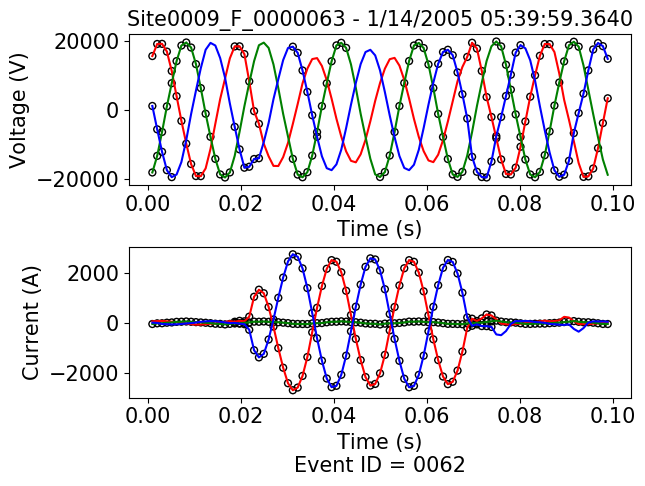 Site0009_F_0000063 - 1/14/2005 05:39:59.3640
20000
0
−20000
Voltage (V)
0.00 0.02 0.04 0.06 0.08 0.10
Time (s)
2000
0
−2000
Current (A)
0.00 0.02 0.04 0.06 0.08 0.10
Time (s)
Event ID = 0062